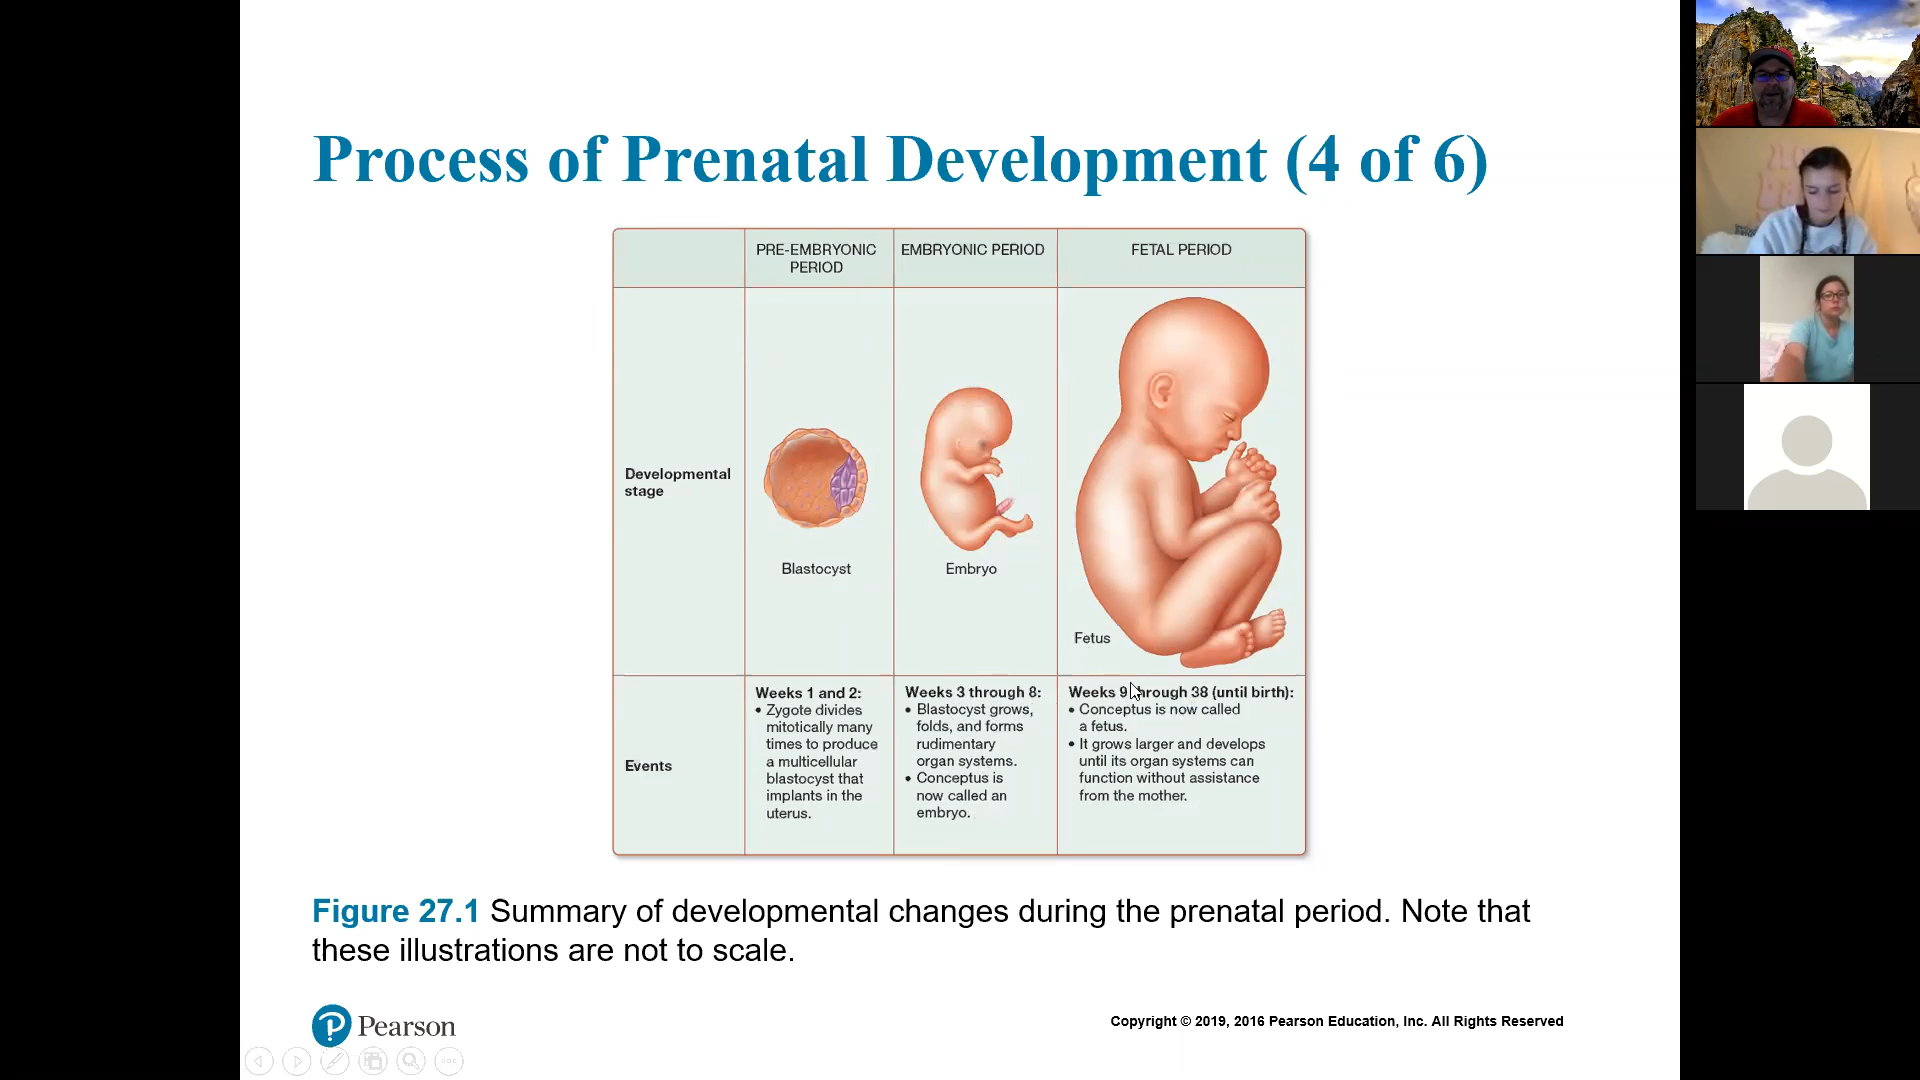 Process of Prenatal Development (4 of 6)
PRE-EMBRYONIC
PERIOD
EMBRYONIC PERIOD
FETAL PERIOD
Developmental
stage
Blastocyst
Embryo
Fetus
Events
Weeks 1 and 2:
• Zygote divides
mitotically many
times to produce
a multicellular
blastocyst that
implants in the
uterus.
Weeks 3 through 8:
• Blastocyst grows,
folds, and forms
rudimentary
organ systems.
• Conceptus is
now called an
embryo.
Weeks 9 through 38 (until birth):
• Conceptus is now called
a fetus.
• It grows larger and develops
until its organ systems can
function without assistance
from the mother.
Figure 27.1 Summary of developmental changes during the prenatal period. Note that
these illustrations are not to scale.
Pearson
Copyright © 2019, 2016 Pearson Education, Inc. All Rights Reserved